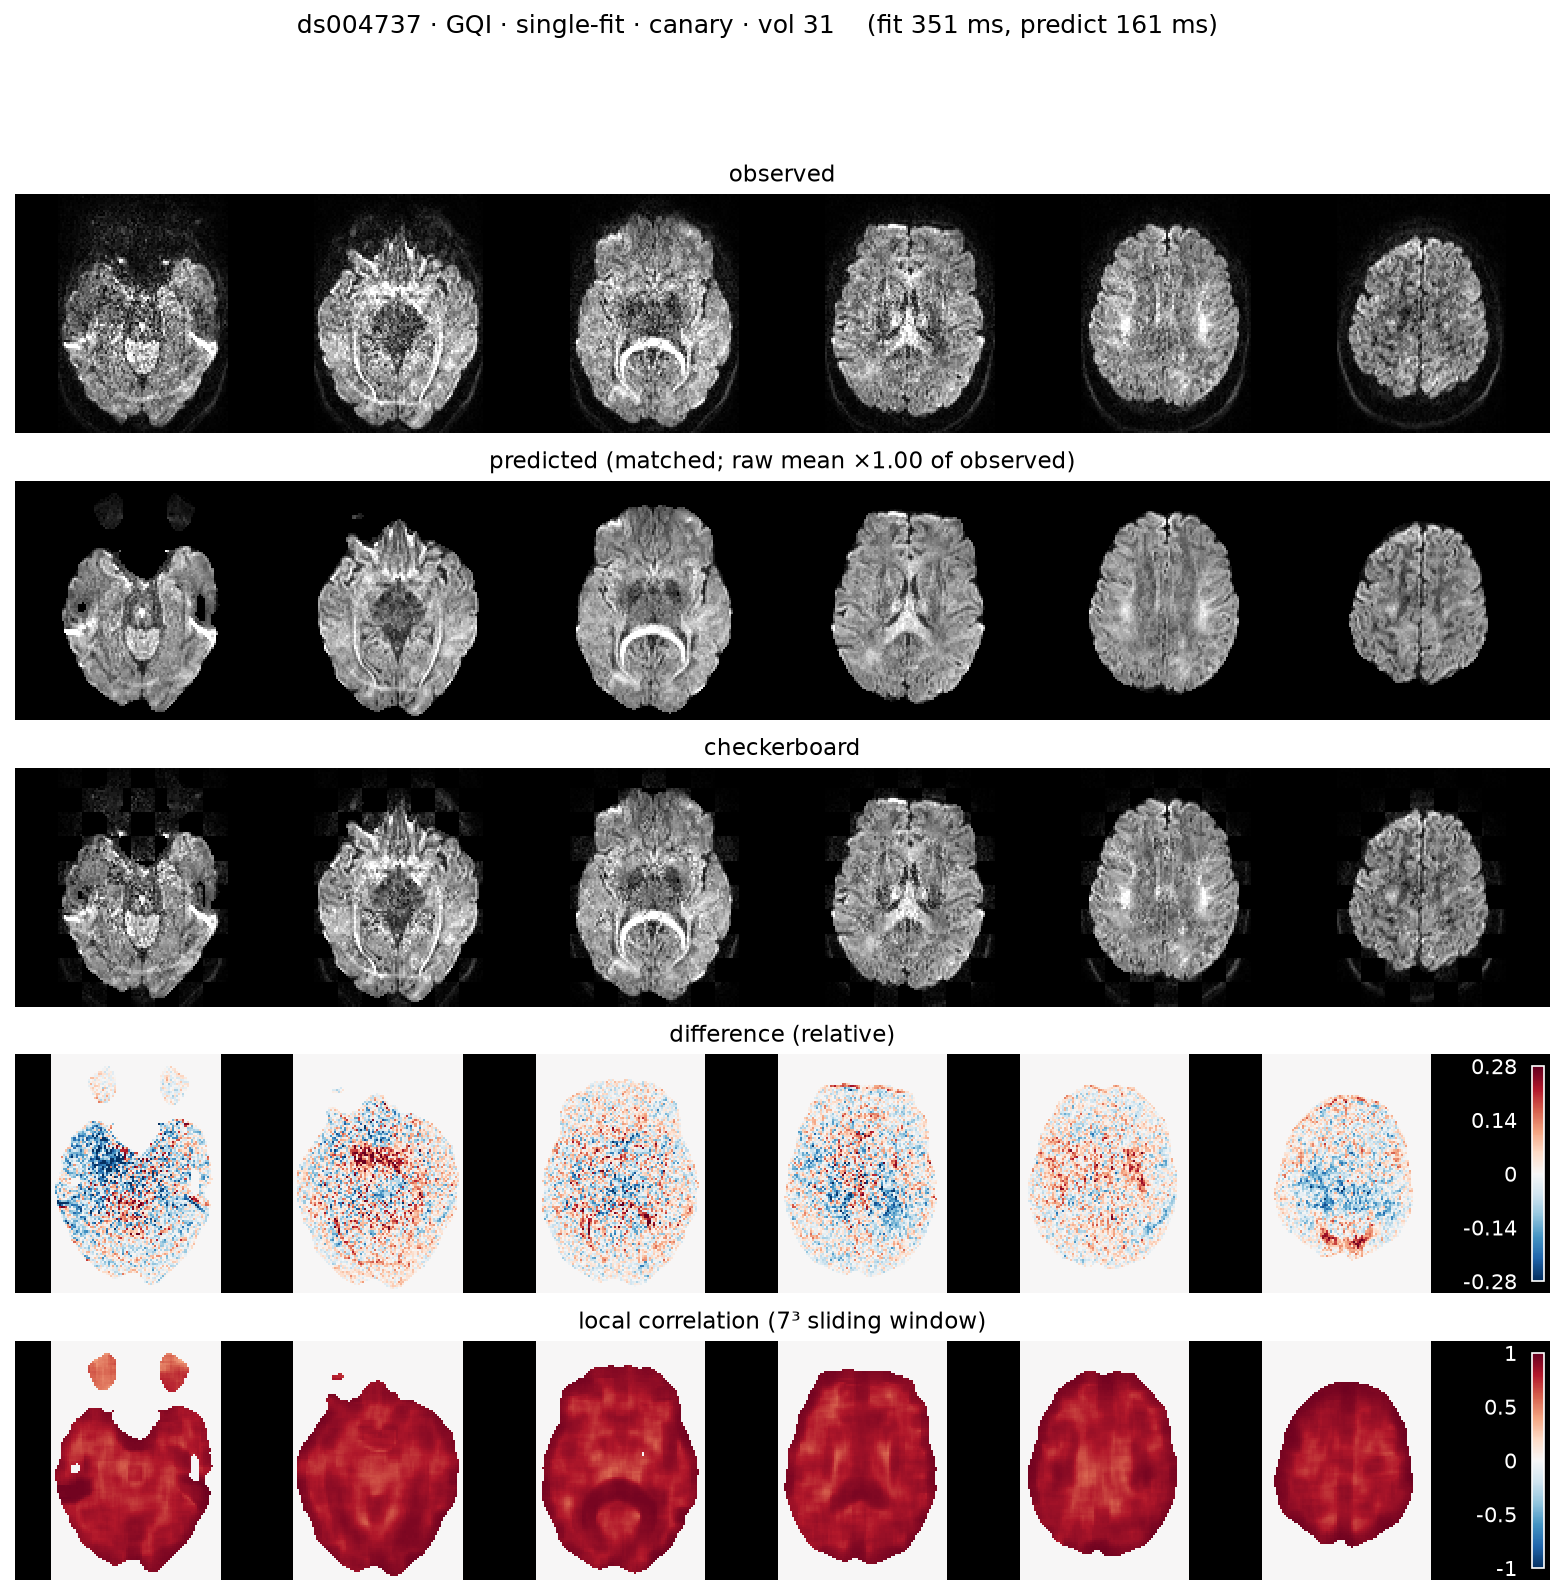 ds004737 · GQI · single-fit · canary · vol 31    (fit 351 ms, predict 161 ms)
observed
predicted (matched; raw mean ×1.00 of observed)
checkerboard
difference (relative)
0.28
0.14
0
-0.14
-0.28
local correlation (7³ sliding window)
1
0.5
0
-0.5
-1